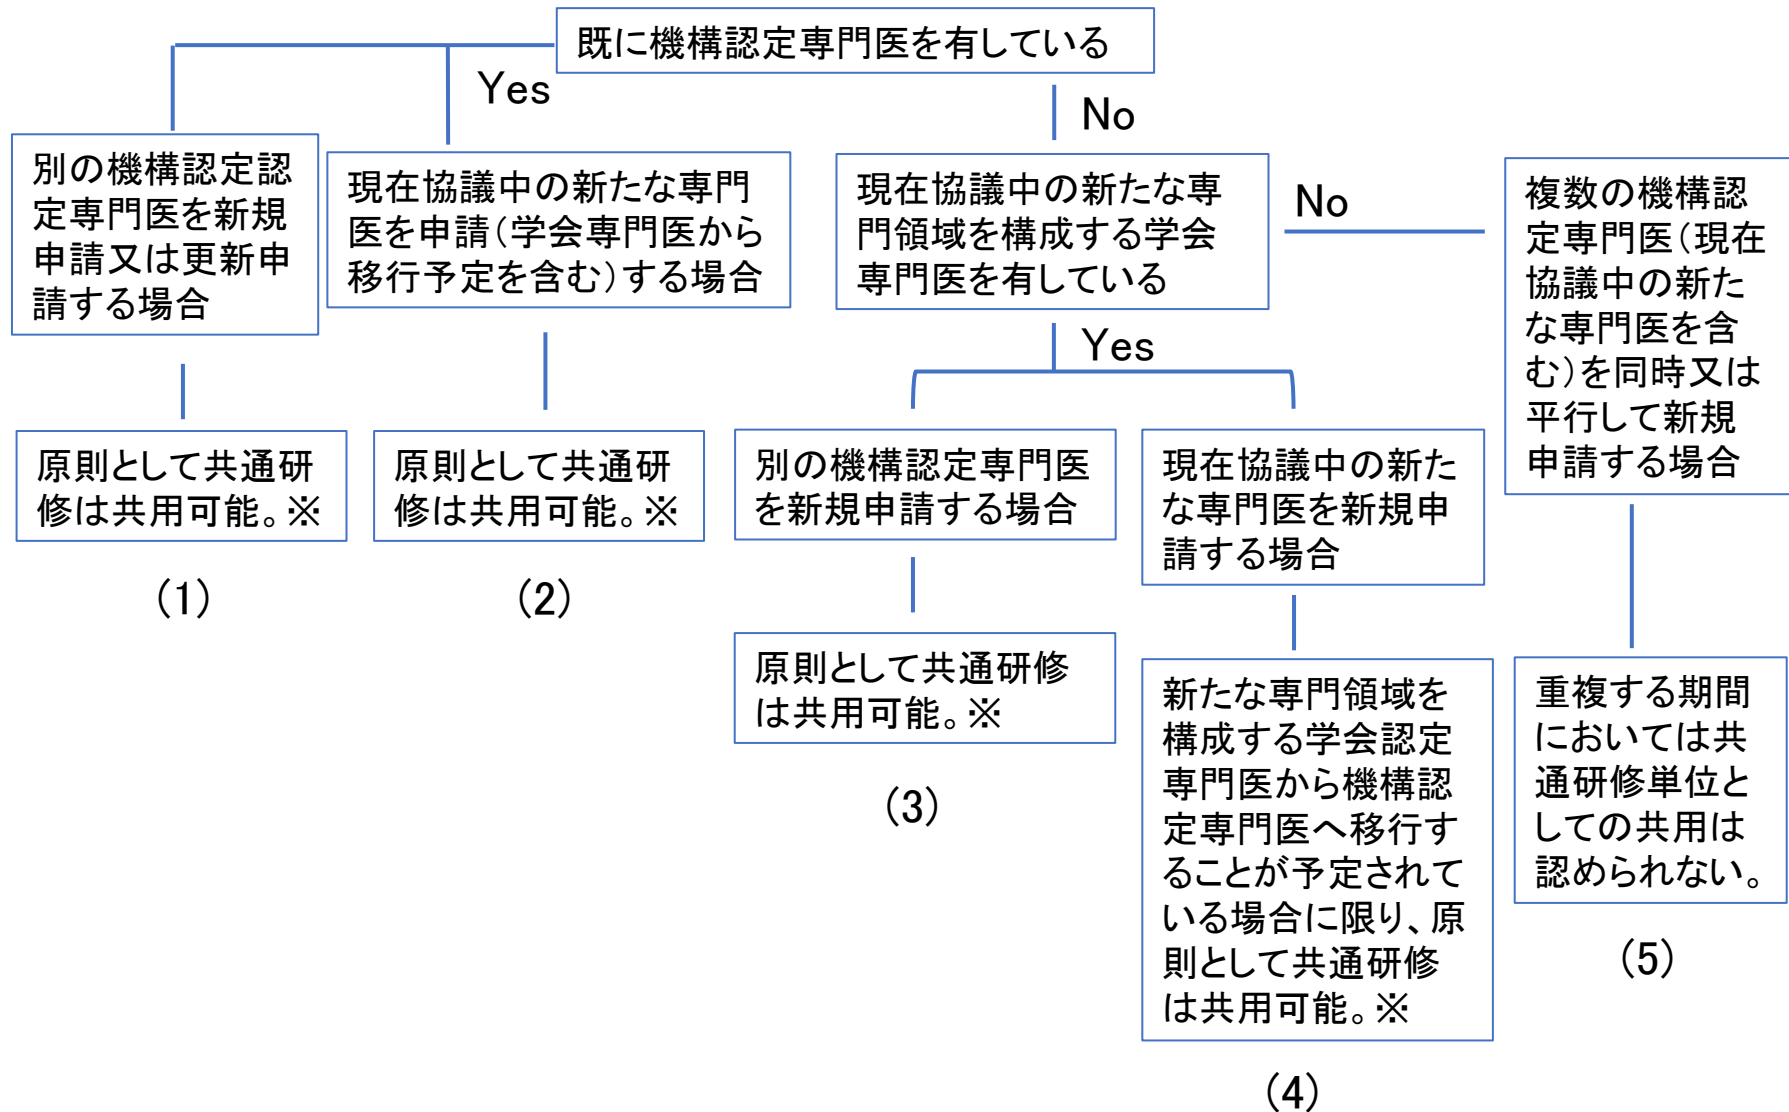 既に機構認定専門医を有している
Yes
No
別の機構認定認
定専門医を新規
申請又は更新申
請する場合
現在協議中の新たな専門
医を申請(学会専門医から
移行予定を含む)する場合
現在協議中の新たな専
門領域を構成する学会
専門医を有している
No
複数の機構認
定専門医(現在
協議中の新た
な専門医を含
む)を同時又は
平行して新規
申請する場合
Yes
原則として共通研
修は共用可能。※
(1)
原則として共通研
修は共用可能。※
(2)
別の機構認定専門医
を新規申請する場合
現在協議中の新た
な専門医を新規申
請する場合
原則として共通研修
は共用可能。※
(3)
新たな専門領域を
構成する学会認定
専門医から機構認
定専門医へ移行す
ることが予定されて
いる場合に限り、原
則として共通研修
は共用可能。※
(4)
重複する期間
においては共
通研修単位と
しての共用は
認められない。
(5)